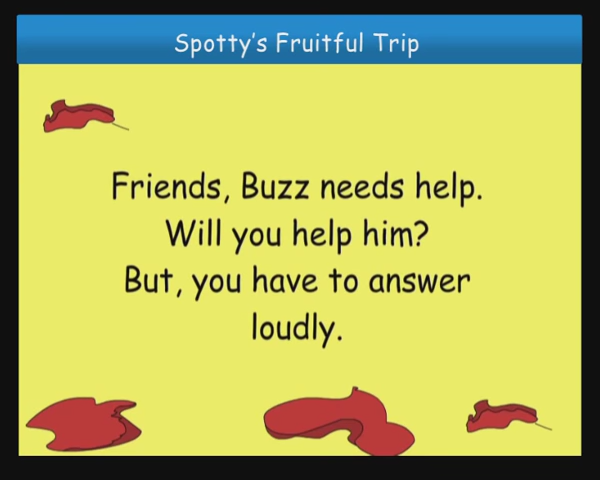 Spotty's Fruitful Trip
Friends, Buzz needs help.
Will you help him?
But, you have to answer
loudly.